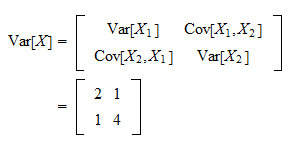 Var[X] = [ Var[X₁] Cov[X₁,X₂]
Cov[X₂,X₁] Var[X₂] ]
= [ 2 1
1 4 ]